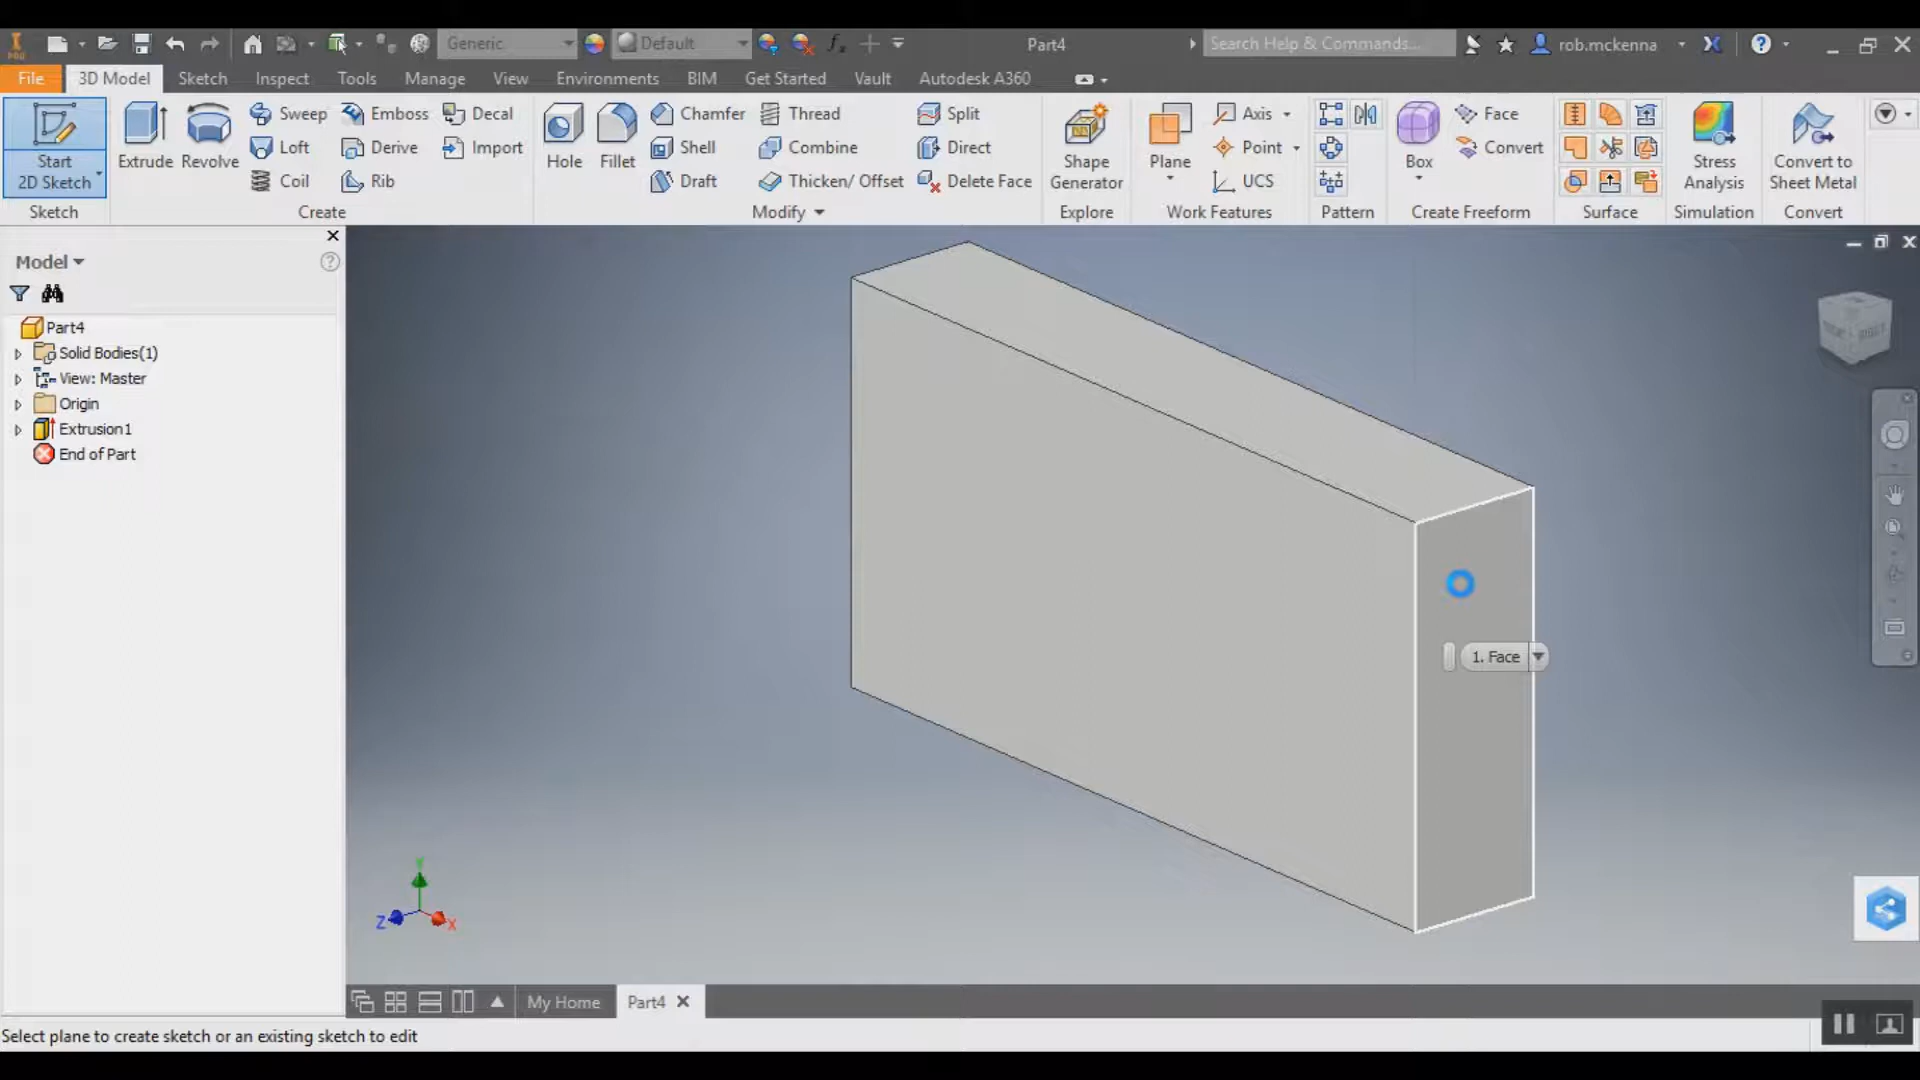 Generic
Default
Part4
Search Help & Commands...
rob.mckenna
File
3D Model
Sketch
Inspect
Tools
Manage
View
Environments
BIM
Get Started
Vault
Autodesk A360
Start
2D Sketch
Extrude
Revolve
Sweep
Loft
Coil
Emboss
Derive
Rib
Decal
Import
Hole
Fillet
Chamfer
Shell
Draft
Thread
Combine
Thicken/ Offset
Split
Direct
Delete Face
Shape
Generator
Plane
Axis
Point
UCS
Box
Face
Convert
Stress
Analysis
Convert to
Sheet Metal
Sketch
Create
Modify
Explore
Work Features
Pattern
Create Freeform
Surface
Simulation
Convert
Model
Part4
Solid Bodies(1)
View: Master
Origin
Extrusion1
End of Part
1. Face
Y
Z
X
My Home
Part4
Select plane to create sketch or an existing sketch to edit